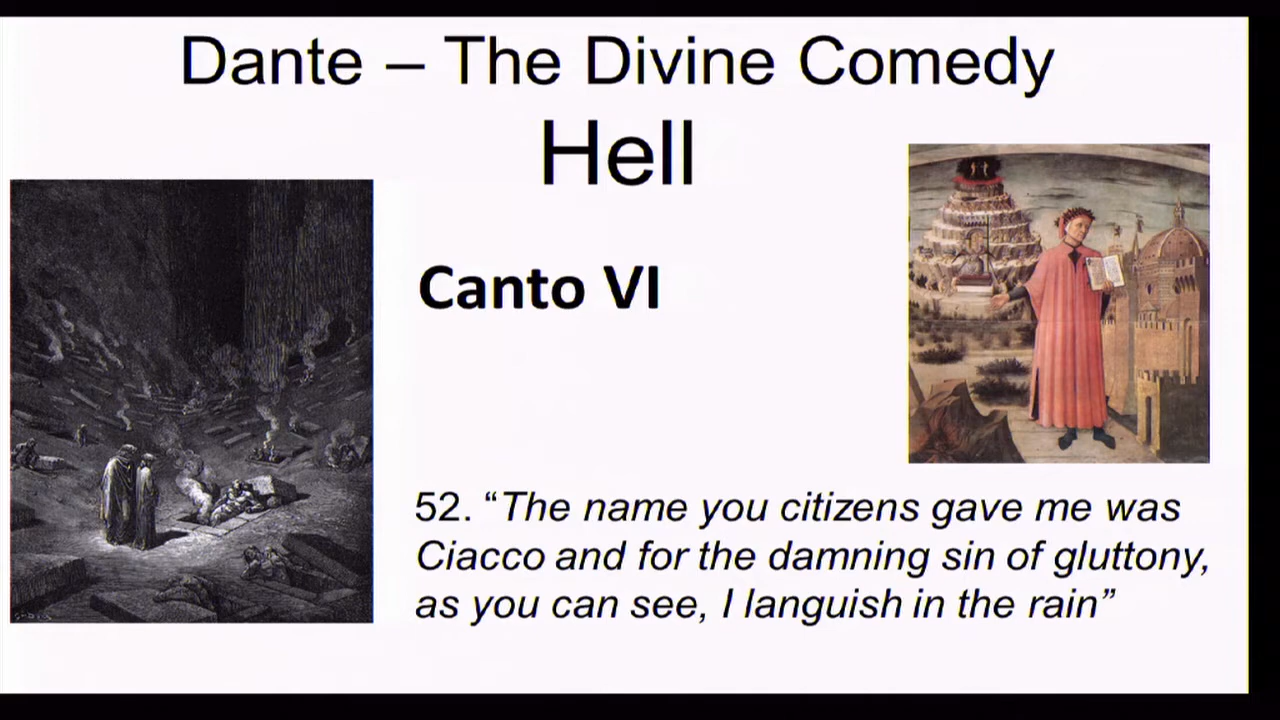 Dante – The Divine Comedy
Hell
Canto VI
52. “The name you citizens gave me was
Ciacco and for the damning sin of gluttony,
as you can see, I languish in the rain”